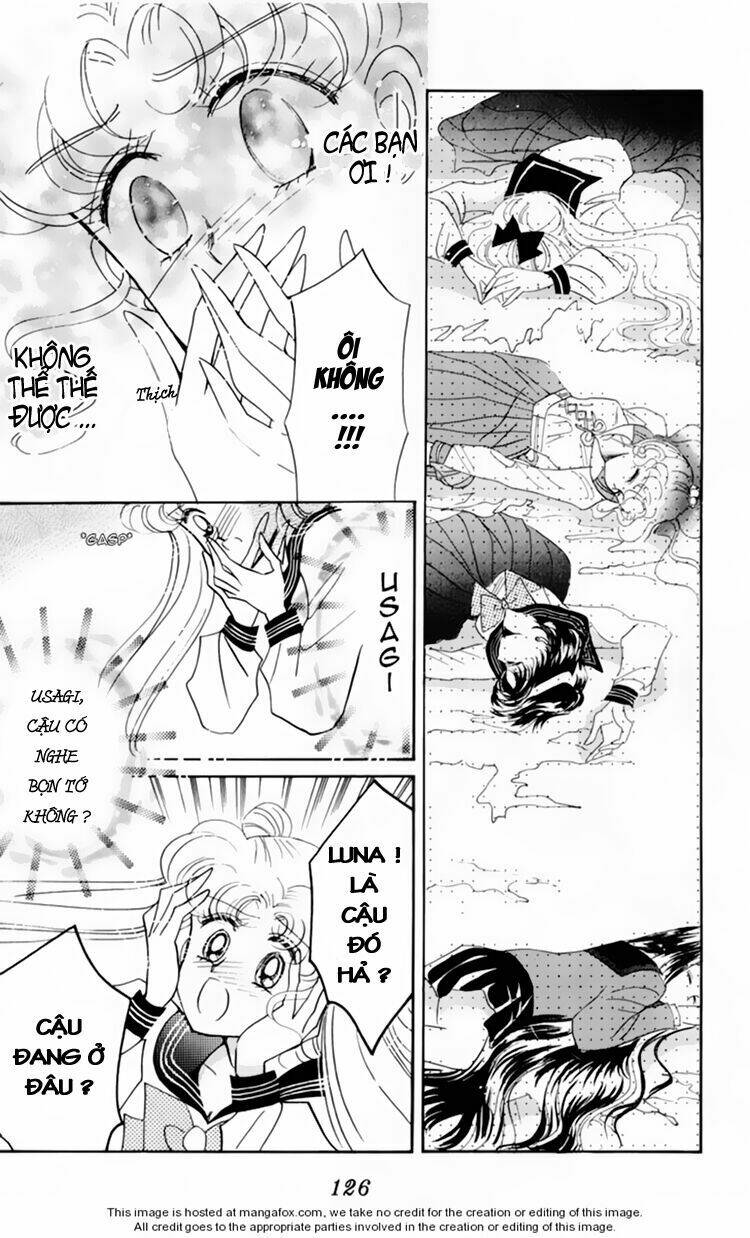 CÁC BẠN
ƠI !
ÔI
KHÔNG
....
!!!
Thịch
KHÔNG
THỂ THẾ
ĐƯỢC ...
*GASP*
USAGI
USAGI,
CẬU CÓ
NGHE
BỌN TỚ
KHÔNG ?
LUNA !
LÀ
CẬU
ĐÓ
HẢ ?
CẬU
ĐANG Ở
ĐÂU ?
126
This image is hosted at mangafox.com, we take no credit for the creation or editing of this image.
All credit goes to the appropriate parties involved in the creation or editing of this image.